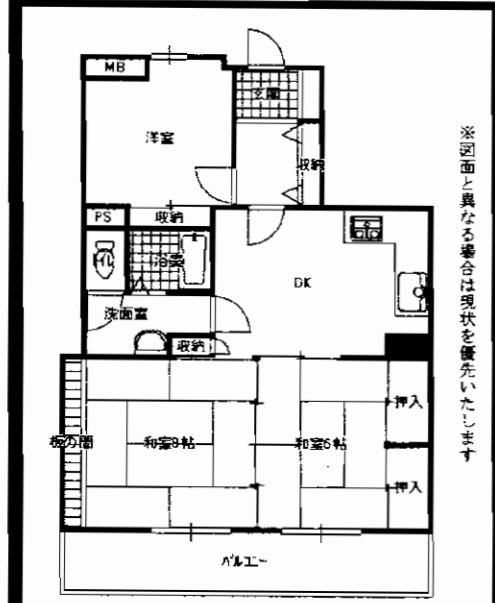 MB
玄関
洋室
収納
PS
収納
浴室
DK
洗面室
収納
押入
板の間
和室8帖
和室6帖
押入
バルコニー
※図面と異なる場合は現状を優先いたします